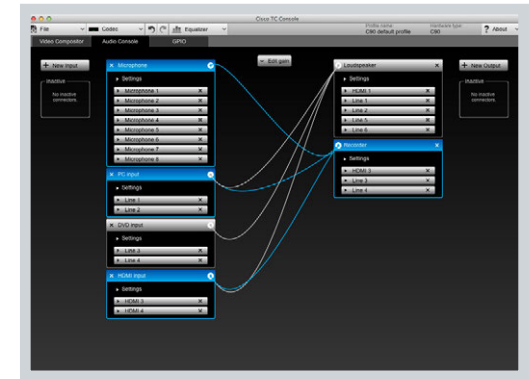 Cisco TC Console
File
Codec
Equalizer
Profile name:
C90 default profile
Hardware type:
C90
? About
Video Compositor
Audio Console
GPIO
+ New Input
Inactive
No inactive
connectors.
Microphone
Settings
Microphone 1
Microphone 2
Microphone 3
Microphone 4
Microphone 5
Microphone 6
Microphone 7
Microphone 8
PC input
Settings
Line 1
Line 2
DVD input
Settings
Line 3
Line 4
HDMI input
Settings
HDMI 3
HDMI 4
Edit gain
Loudspeaker
Settings
HDMI 1
Line 1
Line 2
Line 5
Line 6
Recorder
Settings
HDMI 3
Line 3
Line 4
+ New Output
Inactive
No inactive
connectors.